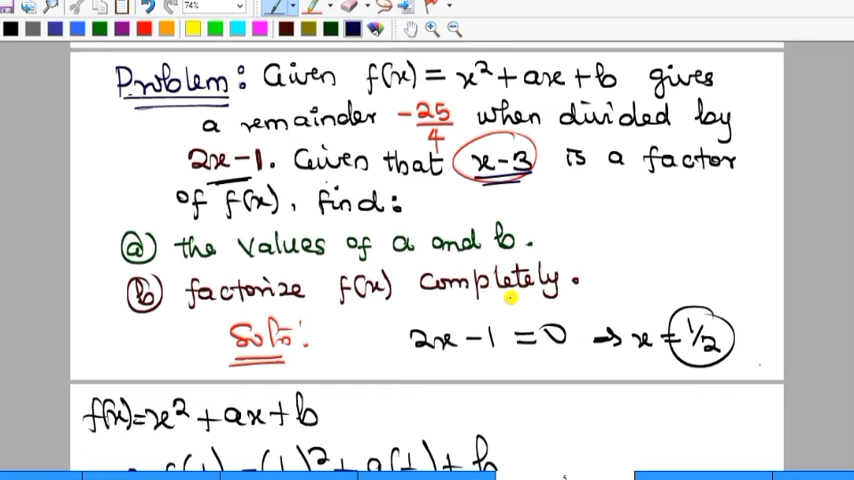 74%
Problem: Given f(x) = x² + ax + b gives
a remainder -25/4 when divided by
2x-1. Given that x-3 is a factor
of f(x), find:
(a) the values of a and b.
(b) factorize f(x) completely.
Soln: 2x - 1 = 0 ⇒ x = 1/2
f(x) = x² + ax + b